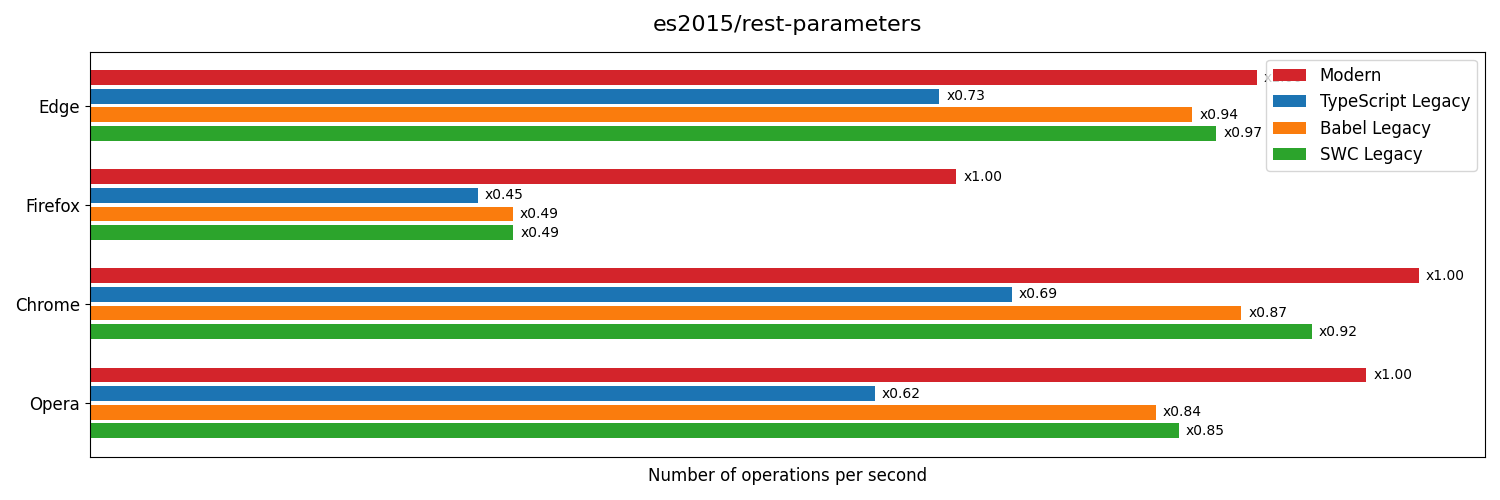 es2015/rest-parameters
Modern
TypeScript Legacy
Babel Legacy
SWC Legacy
Edge
x0.73
x0.94
x0.97
Firefox
x1.00
x0.45
x0.49
x0.49
Chrome
x1.00
x0.69
x0.87
x0.92
Opera
x1.00
x0.62
x0.84
x0.85
Number of operations per second